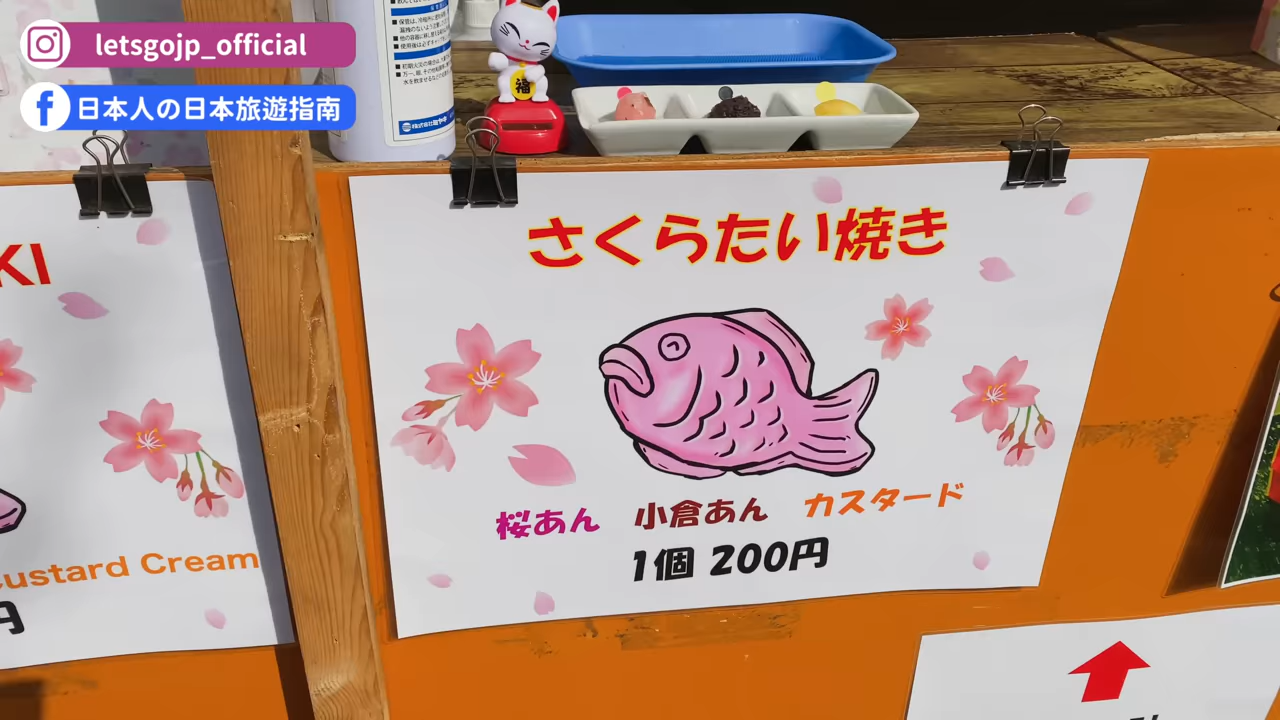 letsgojp_official
日本人の日本旅遊指南
福
さくらたい焼き
桜あん 小倉あん カスタード
1個 200円
KI
Custard Cream
円